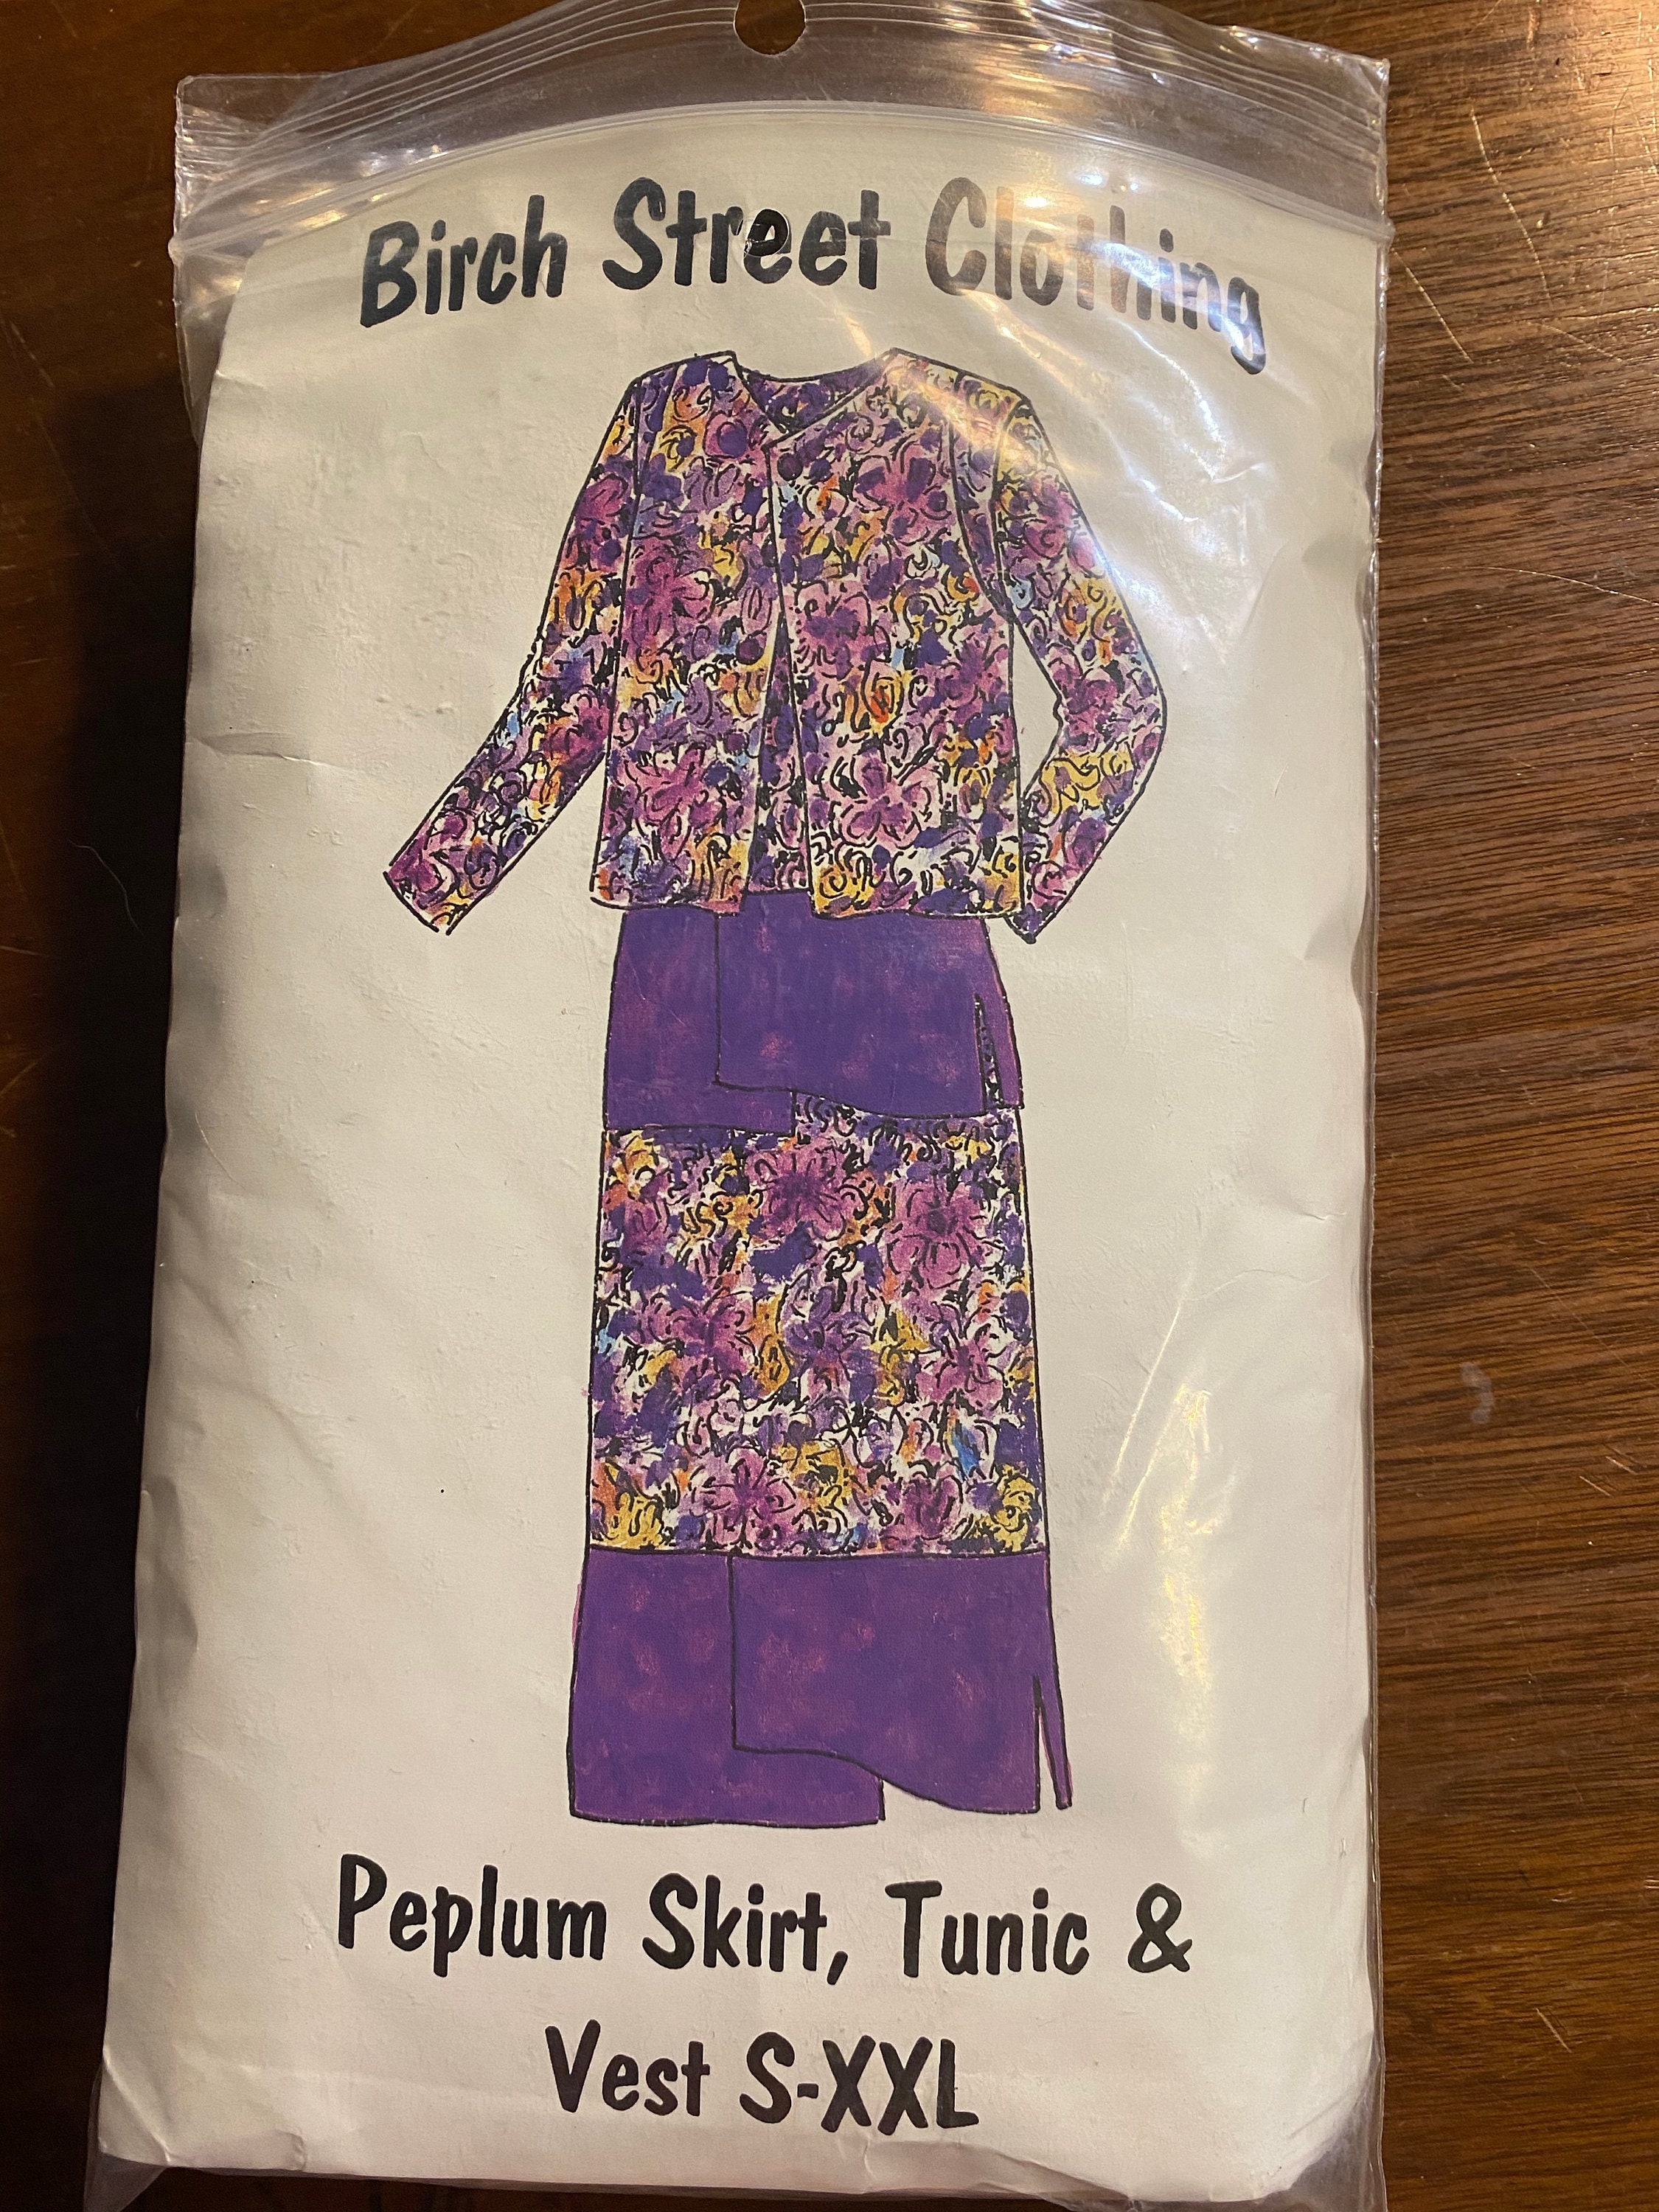 Birch Street Clothing
Peplum Skirt, Tunic &
Vest S-XXL